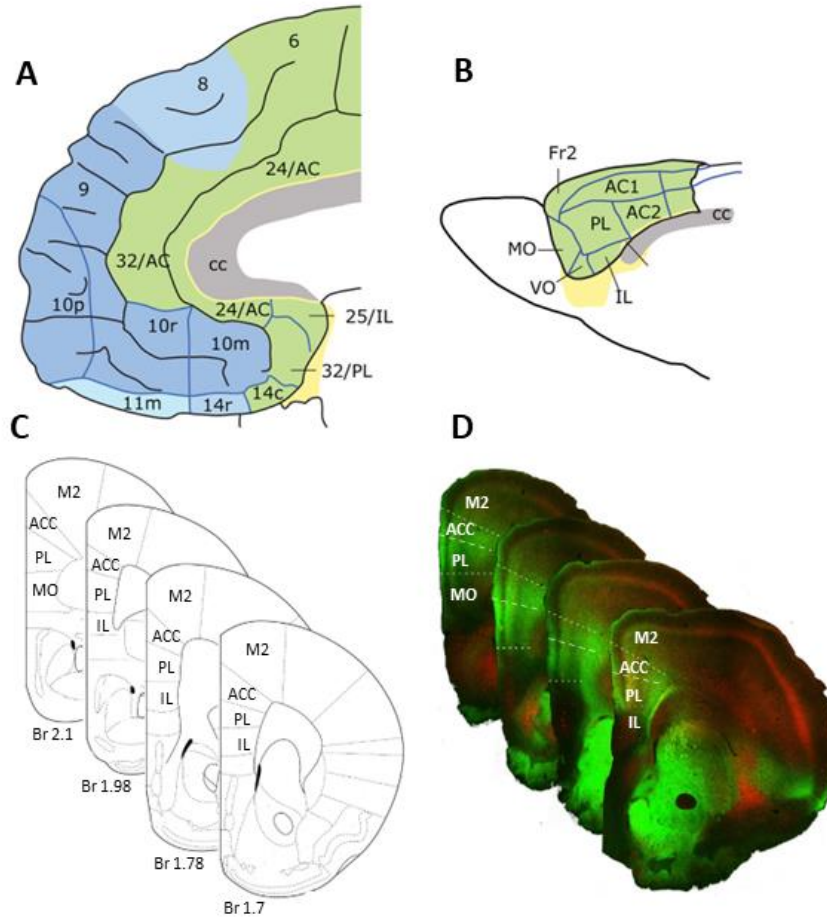 A
6
8
24/AC
9
32/AC
cc
24/AC
25/IL
10p
10r
10m
32/PL
14c
11m
14r
B
Fr2
AC1
AC2
PL
cc
MO
VO
IL
C
M2
ACC
PL
MO
Br 2.1
M2
ACC
PL
IL
Br 1.98
M2
ACC
PL
IL
Br 1.78
M2
ACC
PL
IL
Br 1.7
D
M2
ACC
PL
MO
M2
ACC
PL
IL